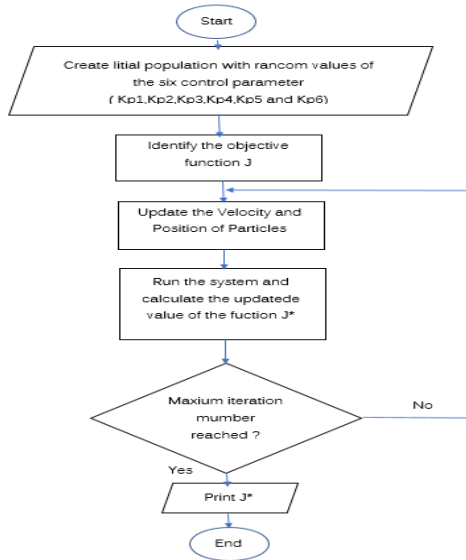 Start
Create Iitial population with rancom values of
the six control parameter
( Kp1,Kp2,Kp3,Kp4,Kp5 and Kp6)
Identify the objective
function J
Update the Velocity and
Position of Particles
Run the system and
calculate the updatede
value of the fuction J*
Maxium iteration
mumber
reached ?
No
Yes
Print J*
End